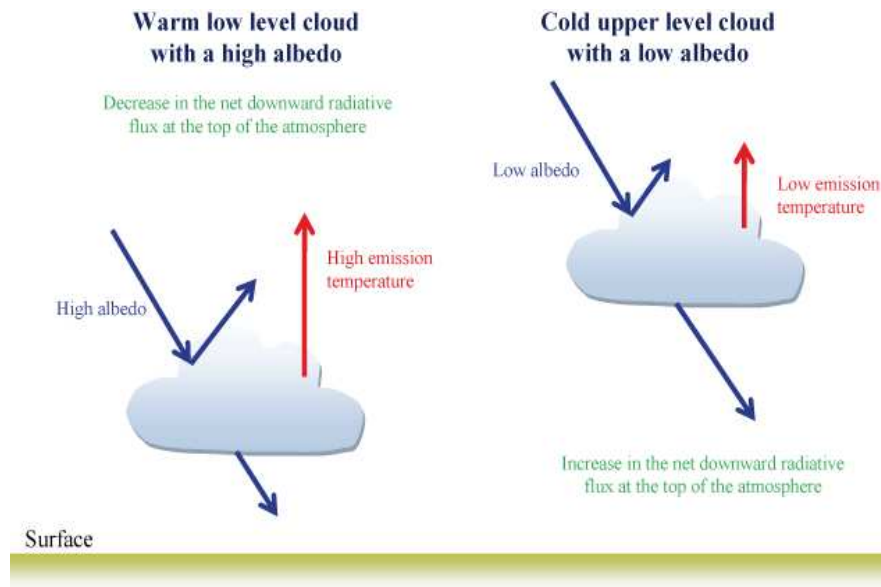 Warm low level cloud
with a high albedo
Decrease in the net downward radiative
flux at the top of the atmosphere
High albedo
High emission
temperature
Cold upper level cloud
with a low albedo
Low albedo
Low emission
temperature
Increase in the net downward radiative
flux at the top of the atmosphere
Surface